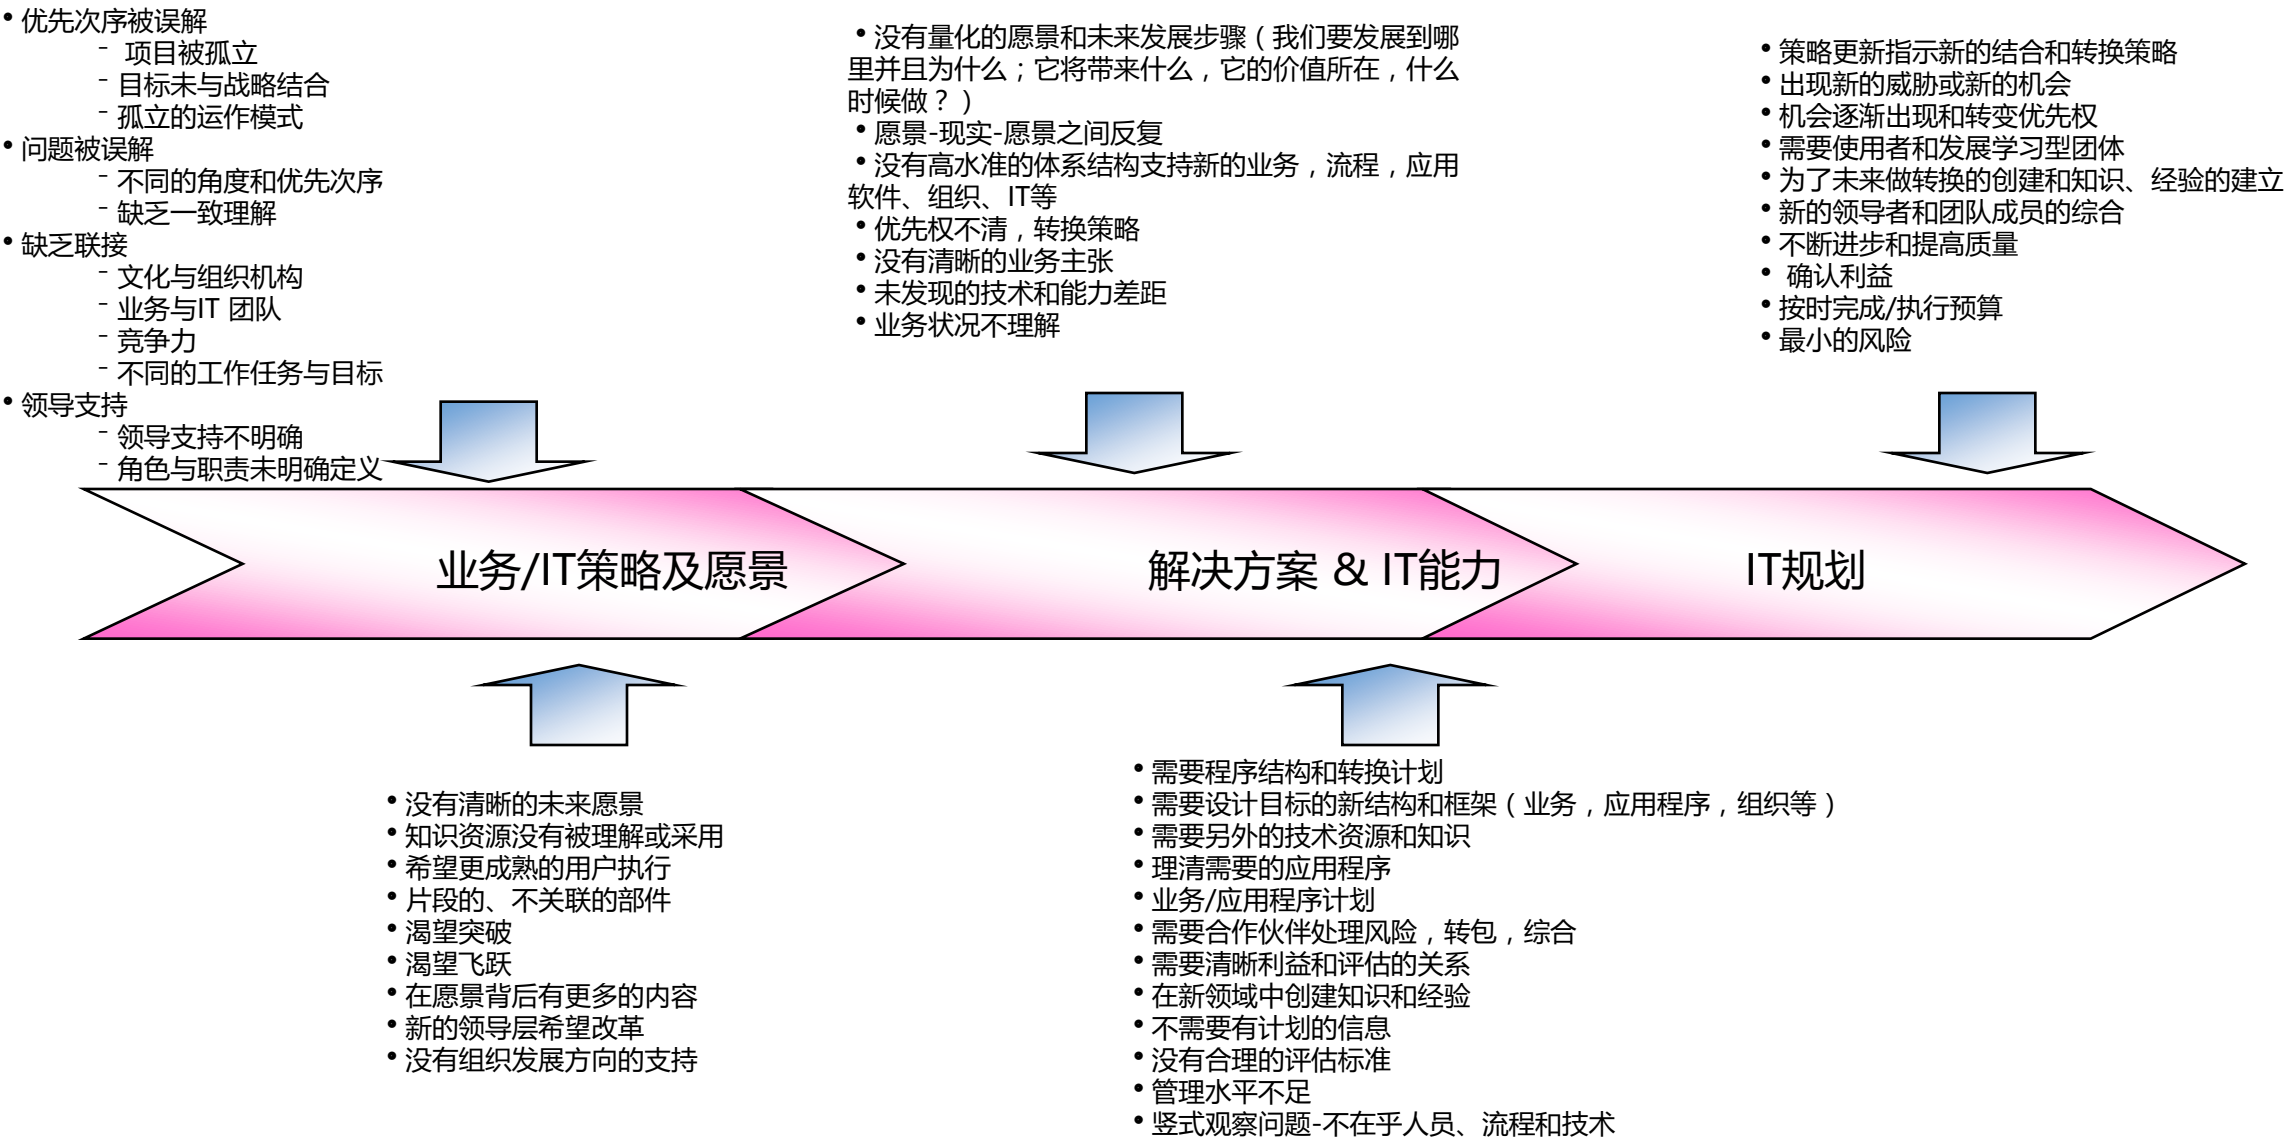 • 优先次序被误解
- 项目被孤立
- 目标未与战略结合
- 孤立的运作模式
• 问题被误解
- 不同的角度和优先次序
- 缺乏一致理解
• 缺乏联接
- 文化与组织机构
- 业务与IT 团队
- 竞争力
- 不同的工作任务与目标
• 领导支持
- 领导支持不明确
- 角色与职责未明确定义
• 没有量化的愿景和未来发展步骤（我们要发展到哪
里并且为什么；它将带来什么，它的价值所在，什么
时候做？）
• 愿景-现实-愿景之间反复
• 没有高水准的体系结构支持新的业务，流程，应用
软件、组织、IT等
• 优先权不清，转换策略
• 没有清晰的业务主张
• 未发现的技术和能力差距
• 业务状况不理解
• 策略更新指示新的结合和转换策略
• 出现新的威胁或新的机会
• 机会逐渐出现和转变优先权
• 需要使用者和发展学习型团体
• 为了未来做转换的创建和知识、经验的建立
• 新的领导者和团队成员的综合
• 不断进步和提高质量
• 确认利益
• 按时完成/执行预算
• 最小的风险
业务/IT策略及愿景
解决方案 & IT能力
IT规划
• 没有清晰的未来愿景
• 知识资源没有被理解或采用
• 希望更成熟的用户执行
• 片段的、不关联的部件
• 渴望突破
• 渴望飞跃
• 在愿景背后有更多的内容
• 新的领导层希望改革
• 没有组织发展方向的支持
• 需要程序结构和转换计划
• 需要设计目标的新结构和框架（业务，应用程序，组织等）
• 需要另外的技术资源和知识
• 理清需要的应用程序
• 业务/应用程序计划
• 需要合作伙伴处理风险，转包，综合
• 需要清晰利益和评估的关系
• 在新领域中创建知识和经验
• 不需要有计划的信息
• 没有合理的评估标准
• 管理水平不足
• 竖式观察问题-不在乎人员、流程和技术